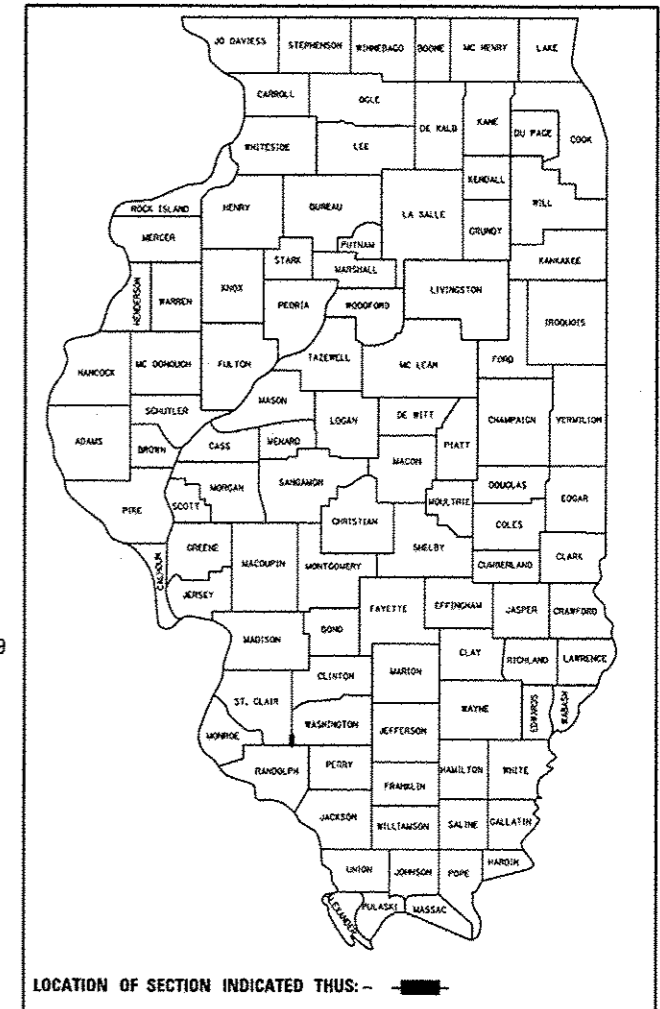 JO DAVIESS STEPHENSON WINNEBAGO BOONE MC HENRY LAKE
CARROLL OGLE DE KALB KANE DU PAGE COOK
WHITESIDE LEE
KENDALL WILL
ROCK ISLAND HENRY BUREAU LA SALLE
MERCER PUTNAM GRUNDY
STARK MARSHALL KANKAKEE
HENDERSON WARREN KNOX PEORIA WOODFORD LIVINGSTON IROQUOIS
HANCOCK MC DONOUGH FULTON TAZEWELL MC LEAN FORD
SCHUYLER MASON LOGAN DE WITT CHAMPAIGN VERMILION
ADAMS BROWN CASS MENARD MACON PIATT
PIKE SCOTT MORGAN SANGAMON MOULTRIE DOUGLAS EDGAR
CHRISTIAN COLES
CALHOUN GREENE MACOUPIN MONTGOMERY SHELBY CUMBERLAND CLARK
JERSEY FAYETTE EFFINGHAM JASPER CRAWFORD
MADISON BOND
9
CLAY RICHLAND LAWRENCE
CLINTON MARION
ST. CLAIR WAYNE EDWARDS WABASH
MONROE WASHINGTON JEFFERSON
RANDOLPH PERRY HAMILTON WHITE
FRANKLIN
JACKSON WILLIAMSON SALINE GALLATIN
UNION JOHNSON POPE HARDIN
ALEXANDER PULASKI MASSAC
LOCATION OF SECTION INDICATED THUS: –